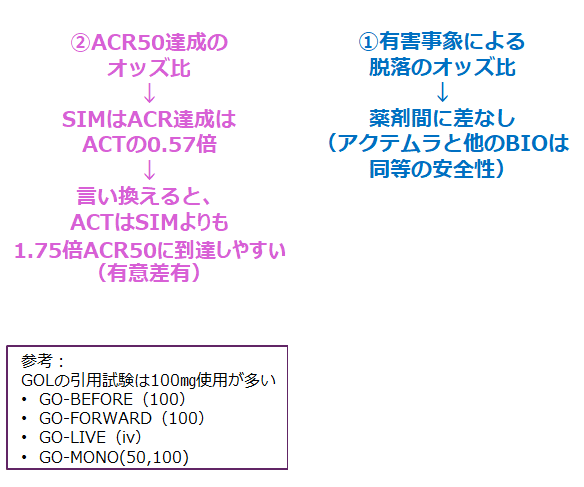 ②ACR50達成の
オッズ比
↓
SIMはACR達成は
ACTの0.57倍
↓
言い換えると、
ACTはSIMよりも
1.75倍ACR50に到達しやすい
（有意差有）
①有害事象による
脱落のオッズ比
↓
薬剤間に差なし
（アクテムラと他のBIOは
同等の安全性）
参考：
GOLの引用試験は100㎎使用が多い
• GO-BEFORE（100）
• GO-FORWARD（100）
• GO-LIVE（iv）
• GO-MONO(50,100)